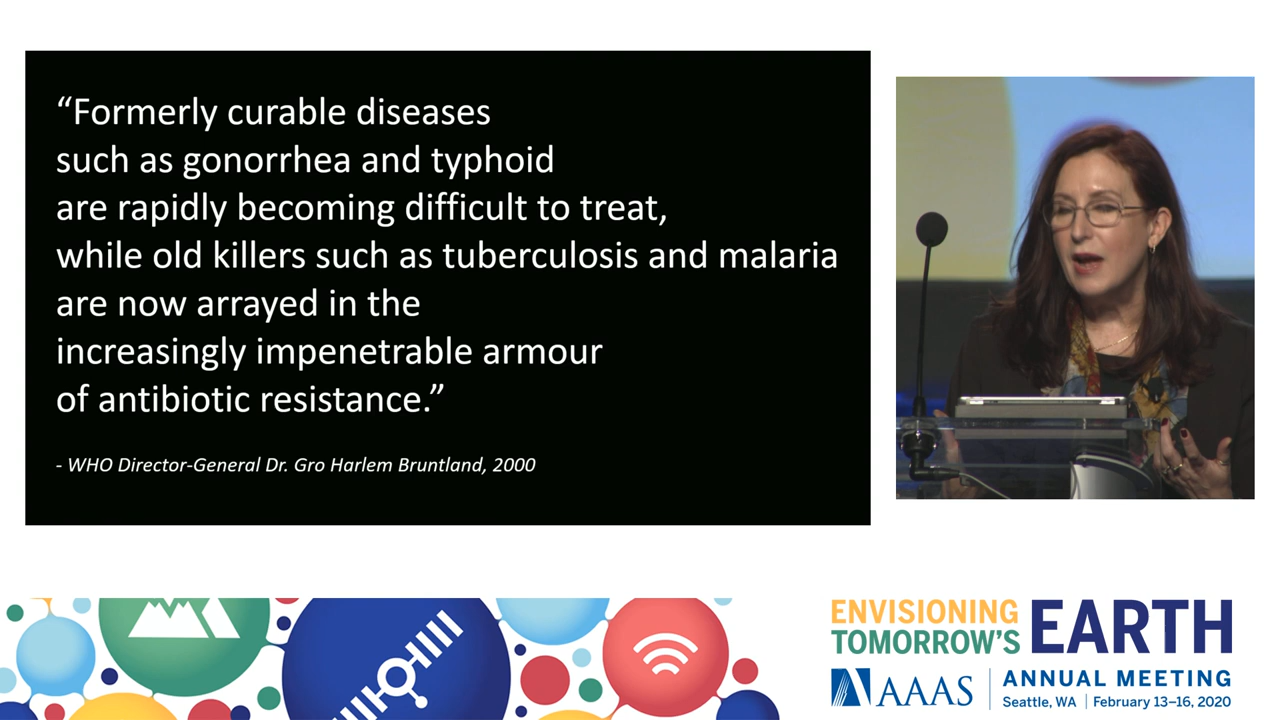 “Formerly curable diseases
such as gonorrhea and typhoid
are rapidly becoming difficult to treat,
while old killers such as tuberculosis and malaria
are now arrayed in the
increasingly impenetrable armour
of antibiotic resistance.”
- WHO Director-General Dr. Gro Harlem Bruntland, 2000
ENVISIONING
TOMORROW’S
EARTH
AAAS
ANNUAL MEETING
Seattle, WA | February 13–16, 2020